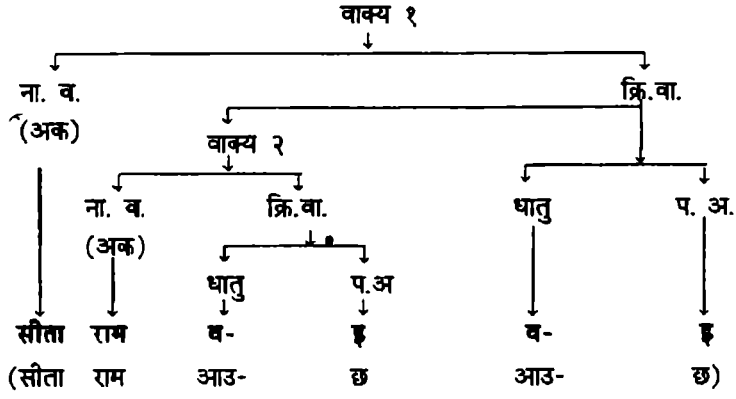 वाक्य १
ना. व. क्रि.वा.
(अक)
वाक्य २
ना. वा. क्रि.वा. धातु प. अ.
(अक)
धातु प.अ
सीता राम व- इ व- इ
(सीता राम आउ- छ आउ- छ)